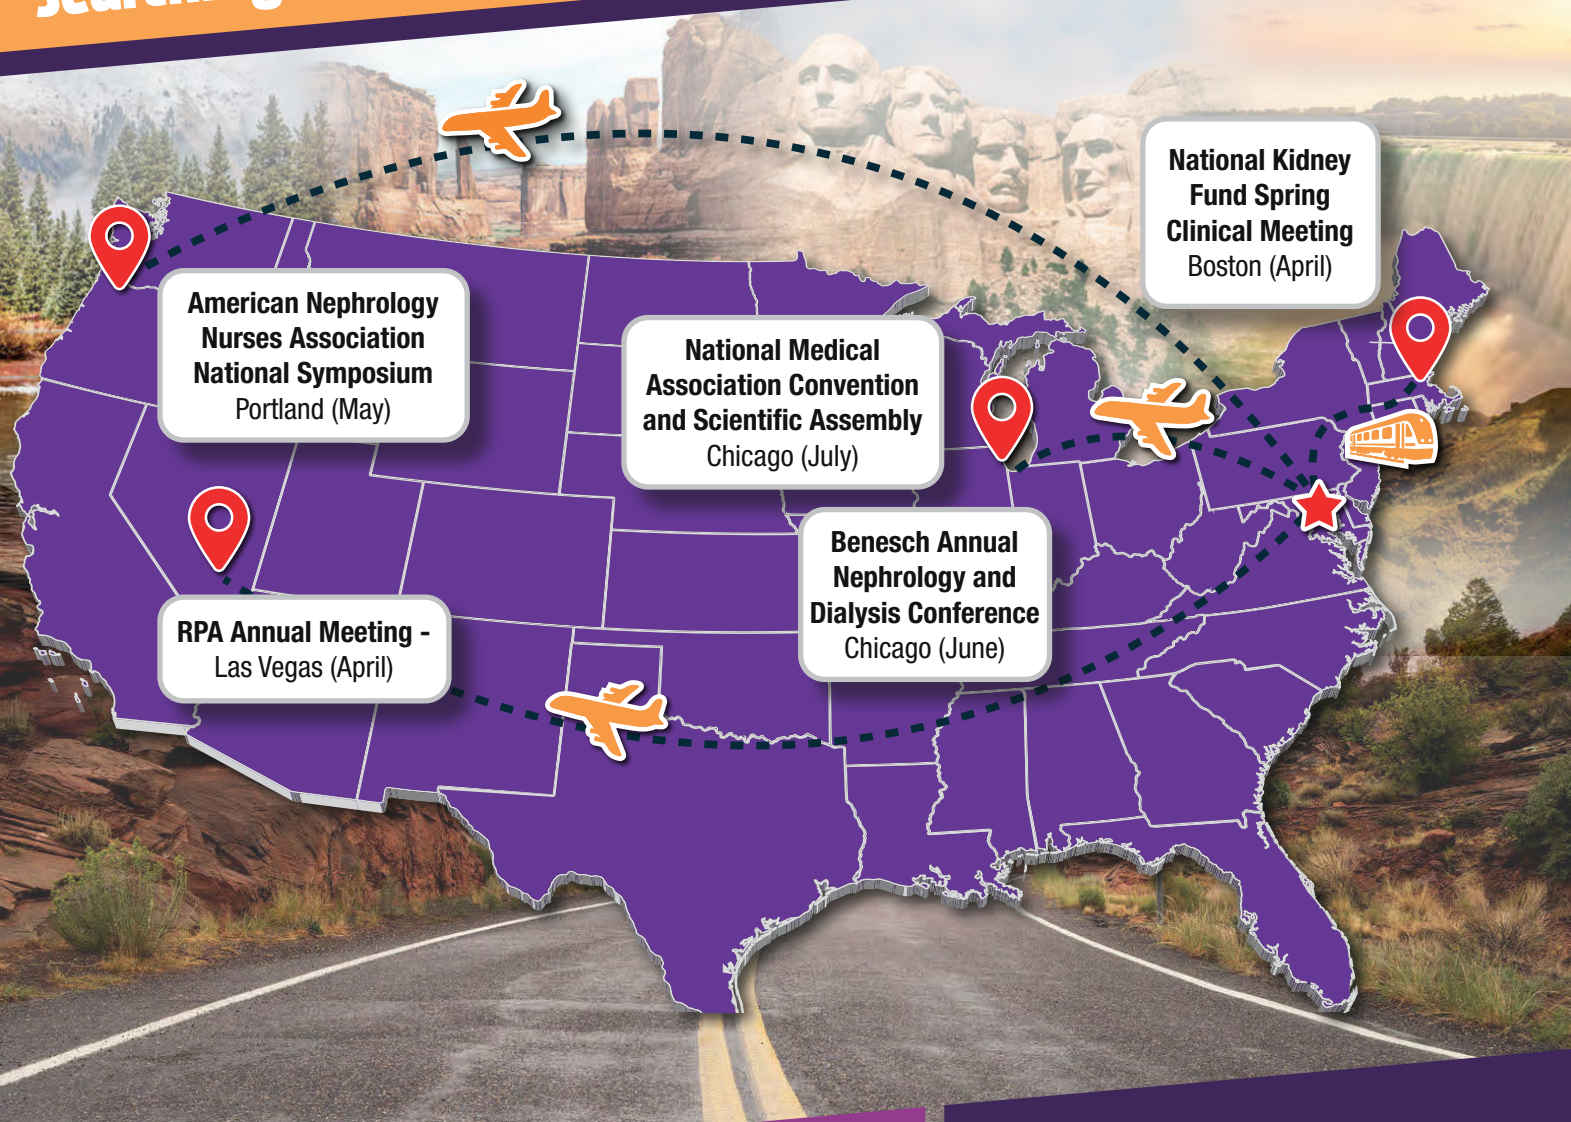 American Nephrology
Nurses Association
National Symposium
Portland (May)
National Medical
Association Convention
and Scientific Assembly
Chicago (July)
National Kidney
Fund Spring
Clinical Meeting
Boston (April)
RPA Annual Meeting -
Las Vegas (April)
Benesch Annual
Nephrology and
Dialysis Conference
Chicago (June)